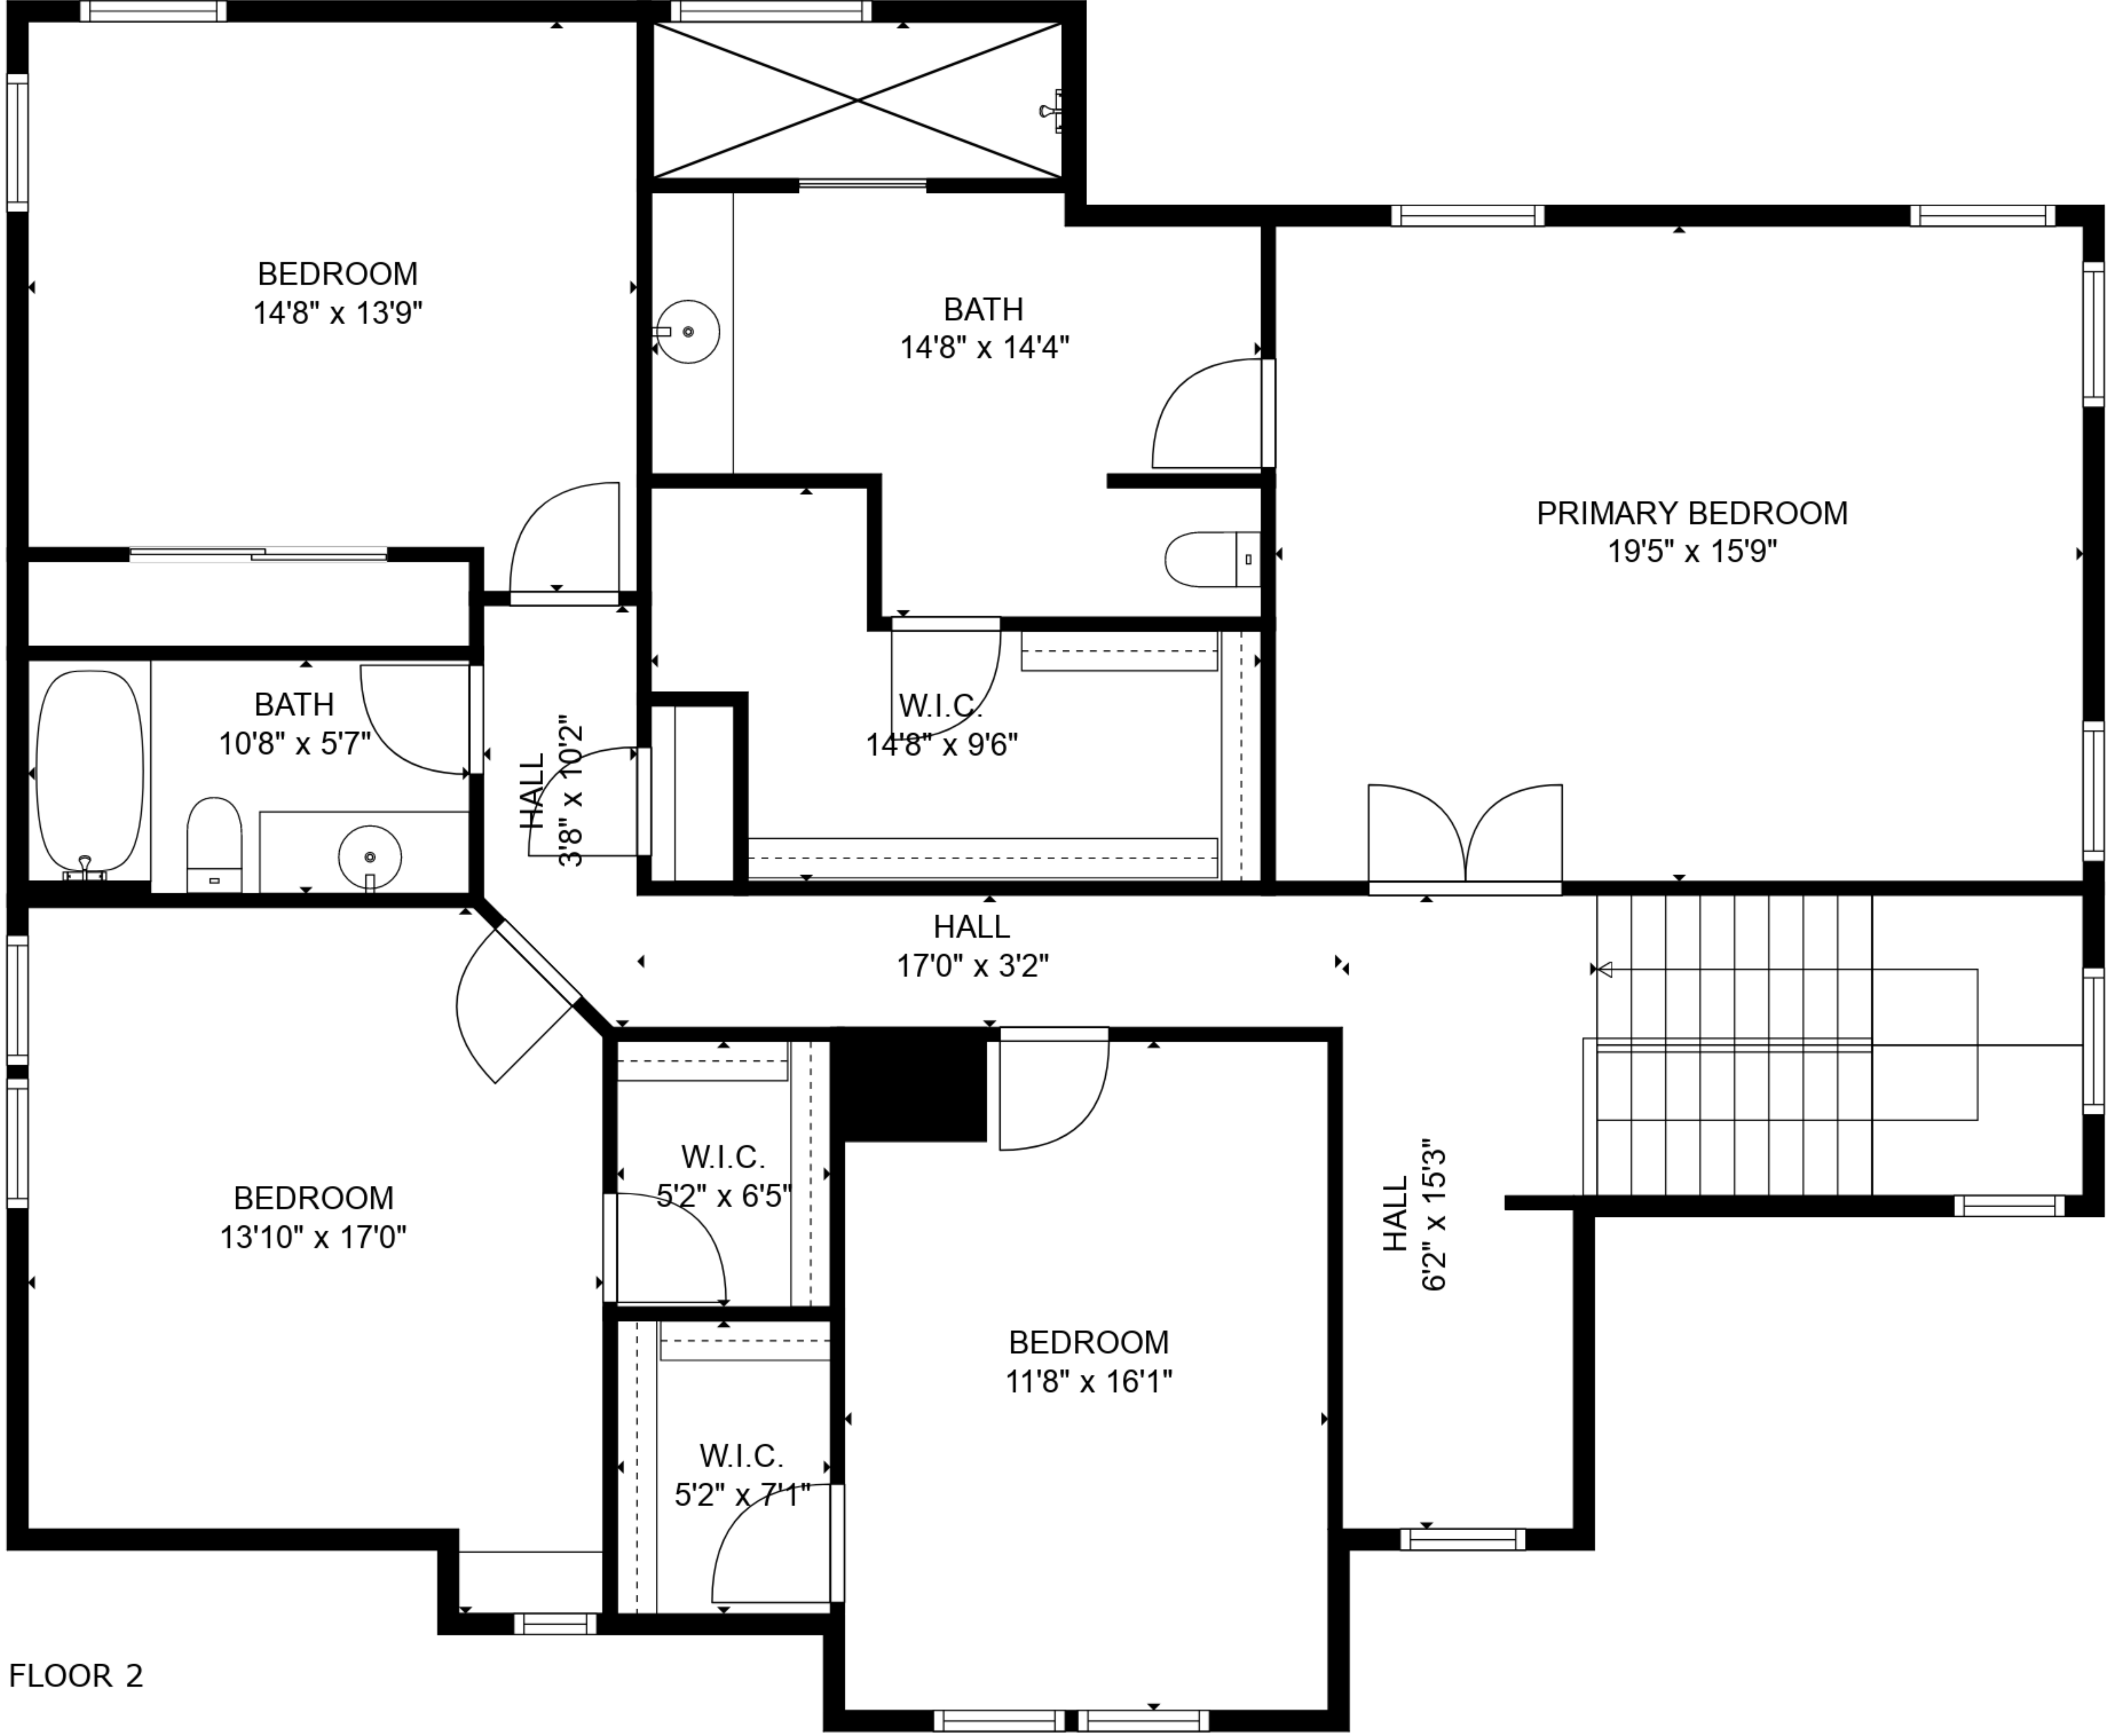 BEDROOM
14'8" x 13'9"
BATH
14'8" x 14'4"
PRIMARY BEDROOM
19'5" x 15'9"
BATH
10'8" x 5'7"
HALL
3'8" x 10'2"
W.I.C.
14'8" x 9'6"
HALL
17'0" x 3'2"
BEDROOM
13'10" x 17'0"
W.I.C.
5'2" x 6'5"
HALL
6'2" x 15'3"
BEDROOM
11'8" x 16'1"
W.I.C.
5'2" x 7'1"
FLOOR 2